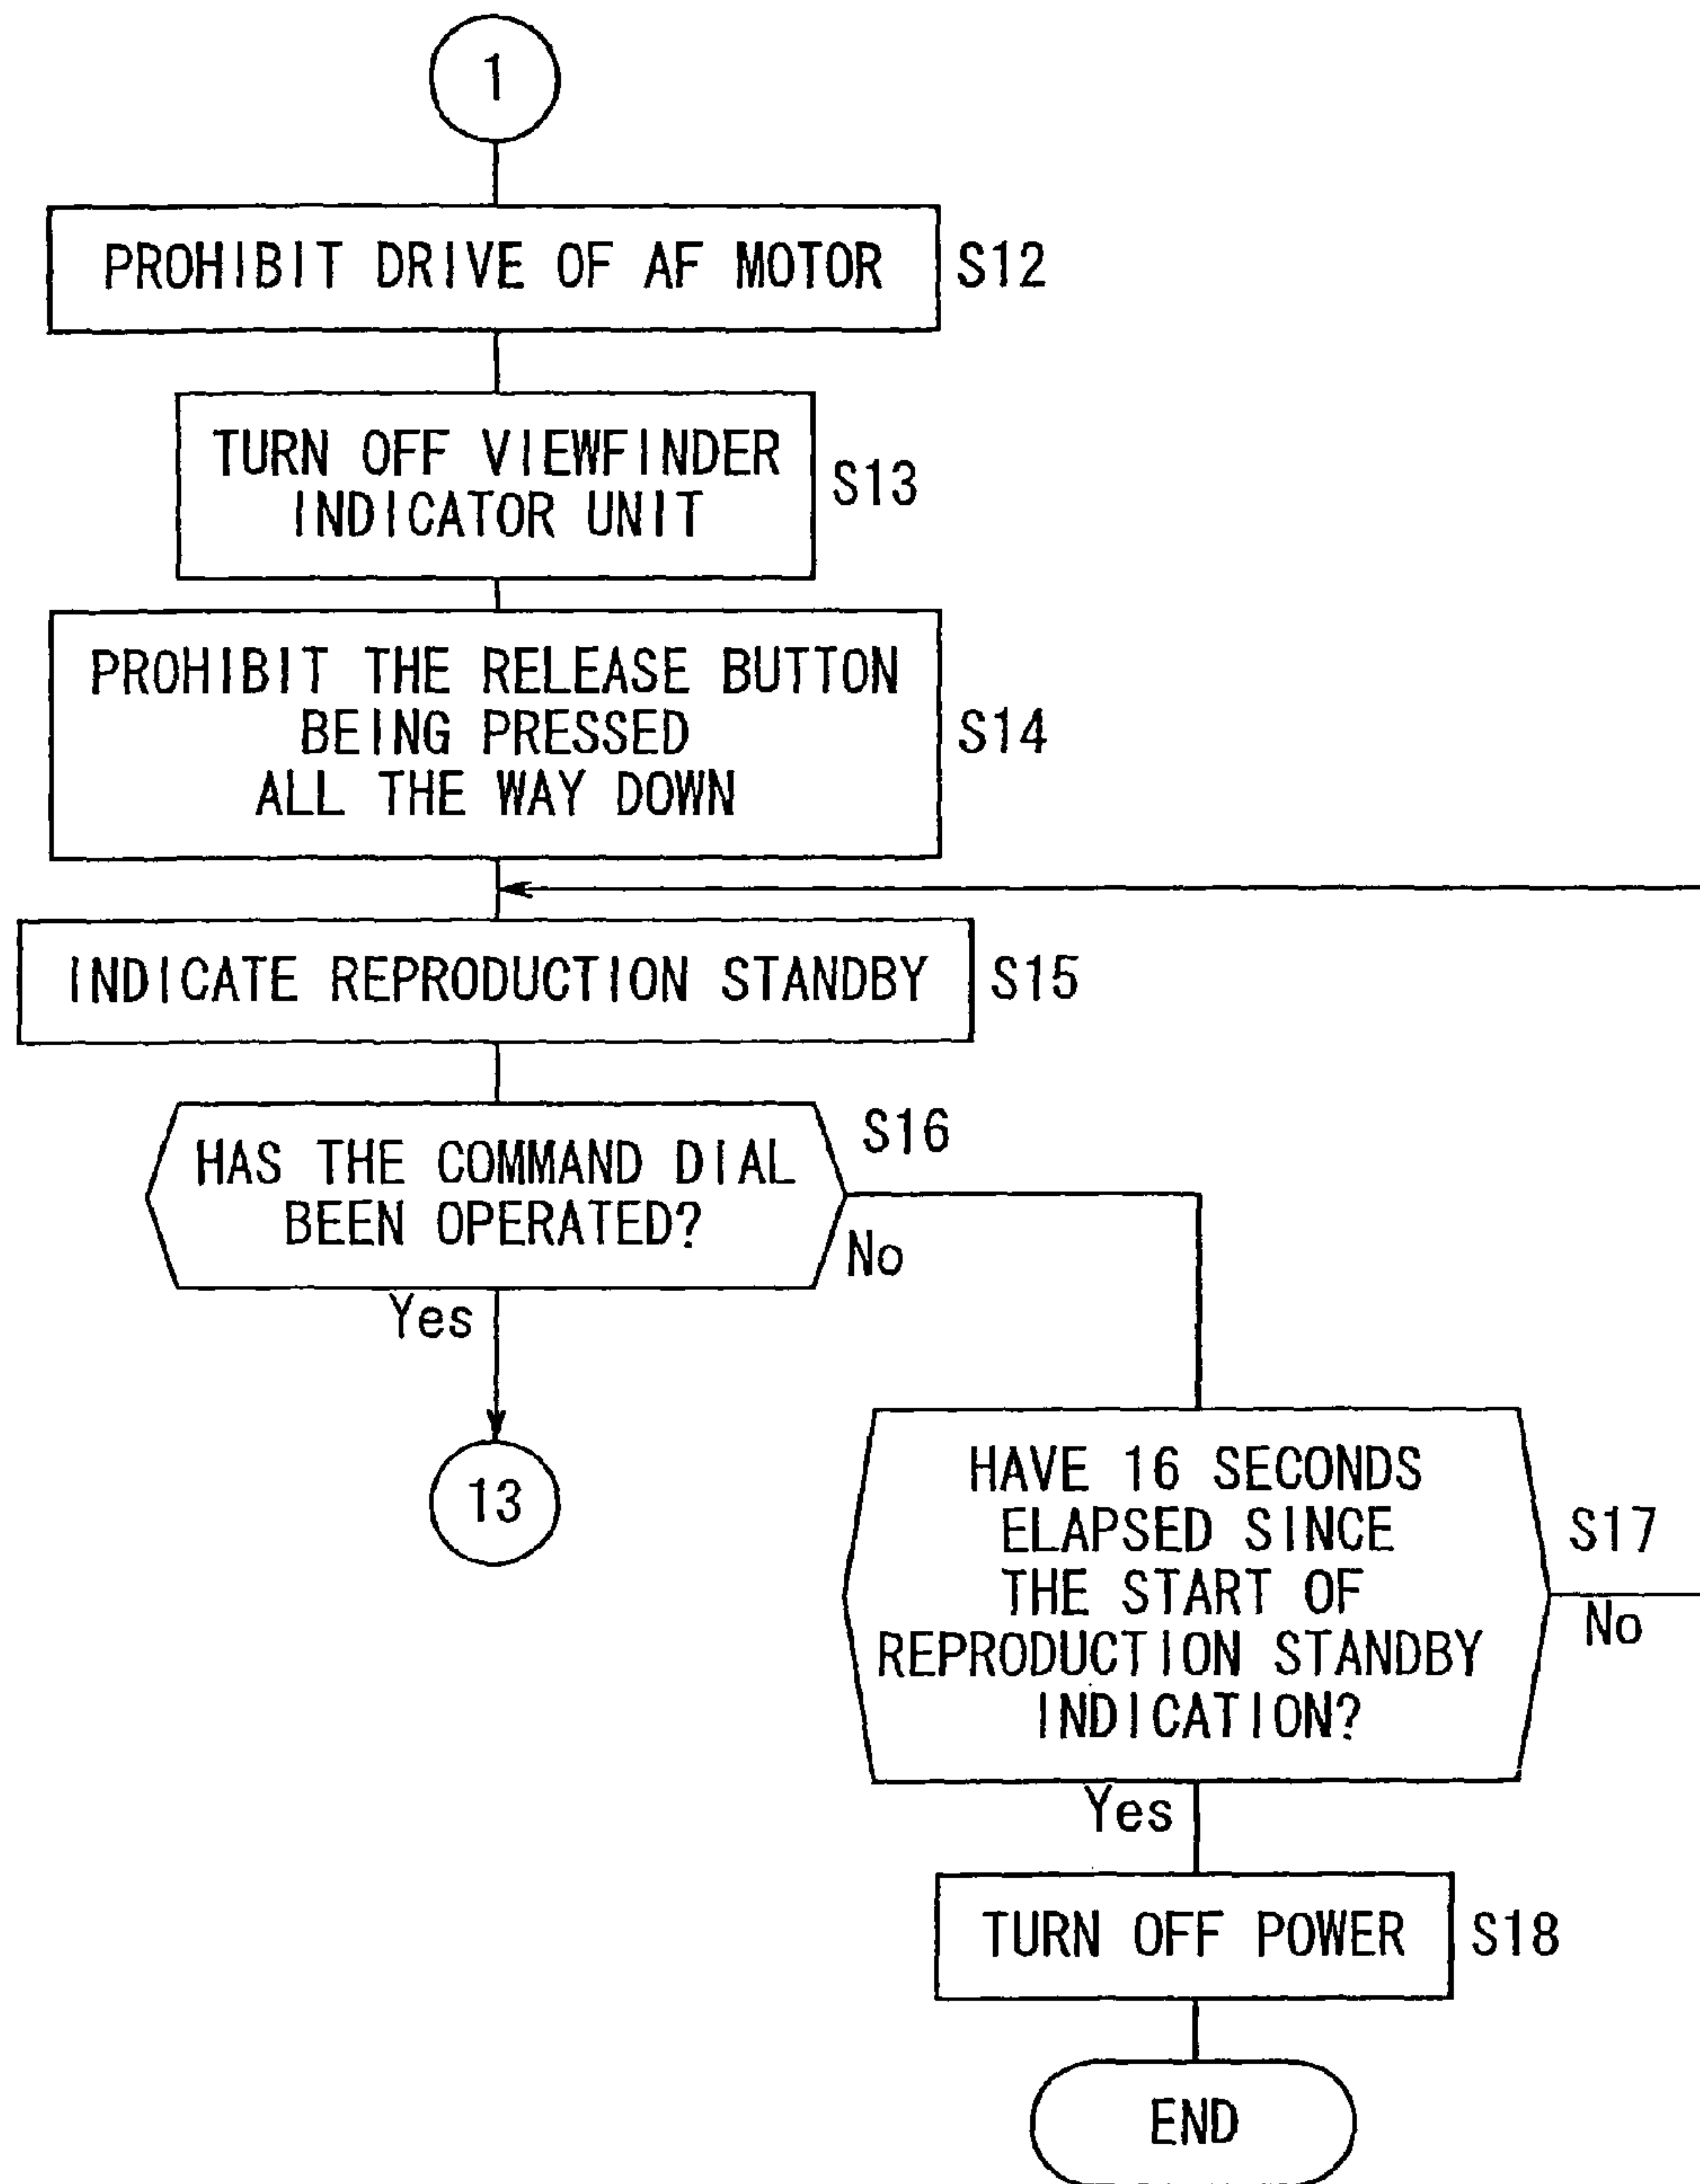 1
PROHIBIT DRIVE OF AF MOTOR
S12
TURN OFF VIEWFINDER
INDICATOR UNIT
S13
PROHIBIT THE RELEASE BUTTON
BEING PRESSED
ALL THE WAY DOWN
S14
INDICATE REPRODUCTION STANDBY
S15
HAS THE COMMAND DIAL
BEEN OPERATED?
S16
No
Yes
13
HAVE 16 SECONDS
ELAPSED SINCE
THE START OF
REPRODUCTION STANDBY
INDICATION?
S17
No
Yes
TURN OFF POWER
S18
END